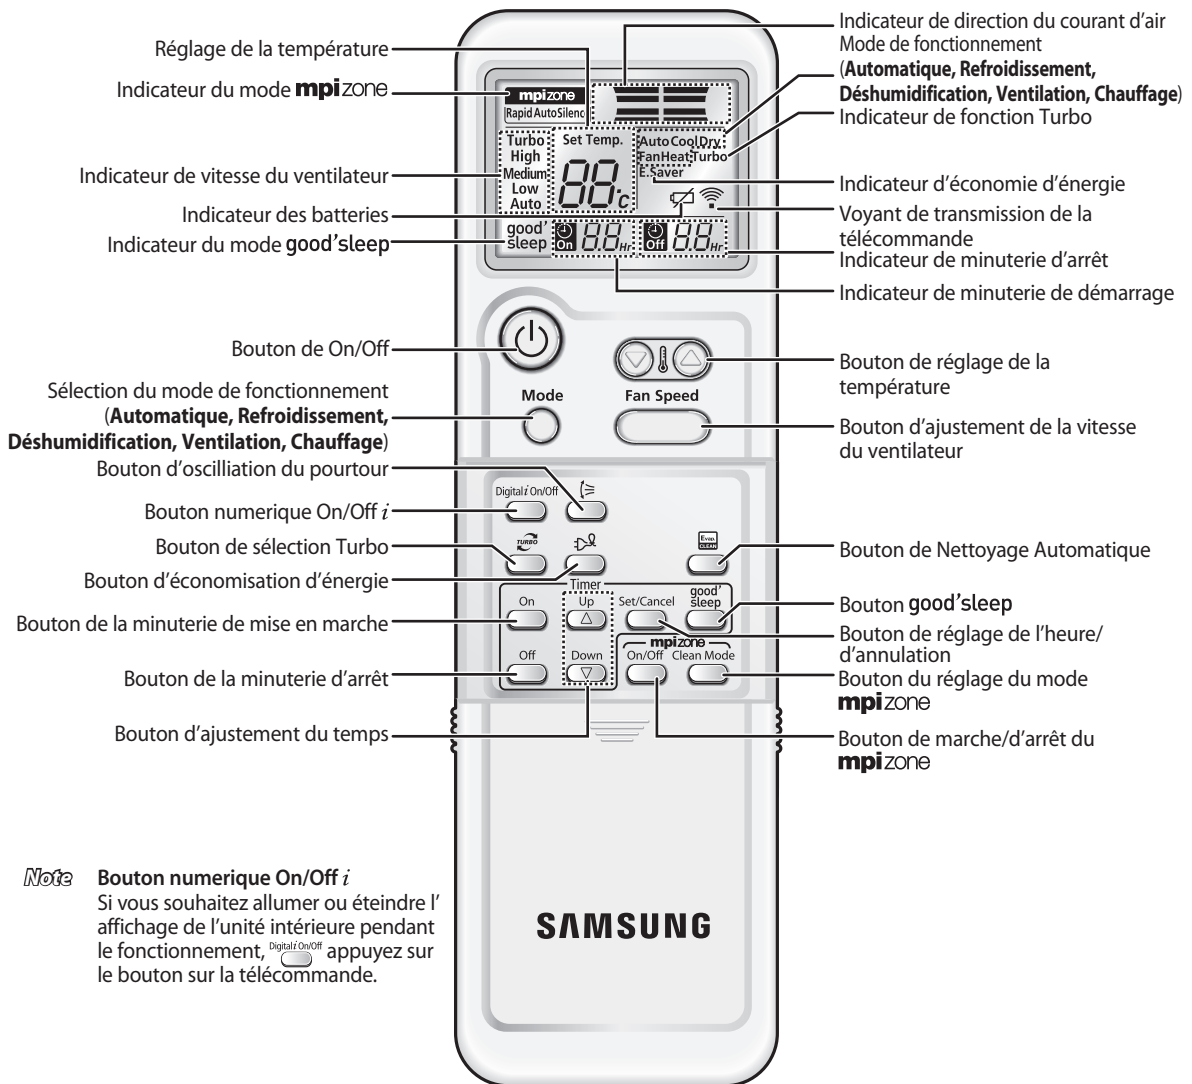 Réglage de la température
Indicateur du mode mpizone
Indicateur de vitesse du ventilateur
Indicateur des batteries
Indicateur du mode good'sleep
Bouton de On/Off
Sélection du mode de fonctionnement
(Automatique, Refroidissement,
Déshumidification, Ventilation, Chauffage)
Bouton d'oscilliation du pourtour
Bouton numerique On/Off i
Bouton de sélection Turbo
Bouton d'économisation d'énergie
Bouton de la minuterie de mise en marche
Bouton de la minuterie d'arrêt
Bouton d'ajustement du temps
mpizone
Rapid Auto Silenc
Turbo
High
Medium
Low
Auto
Set Temp.
88.c
Auto Cool Dry
Fan Heat Turbo
E.Saver
good'
sleep
On 88Hr
Off 88Hr
Mode
Fan Speed
Digital i On/Off
TURBO
Evap.
CLEAN
Timer
On
Up
Set/Cancel
good'
sleep
mpizone
Off
Down
On/Off
Clean Mode
SAMSUNG
Indicateur de direction du courant d'air
Mode de fonctionnement
(Automatique, Refroidissement,
Déshumidification, Ventilation, Chauffage)
Indicateur de fonction Turbo
Indicateur d'économie d'énergie
Voyant de transmission de la
télécommande
Indicateur de minuterie d'arrêt
Indicateur de minuterie de démarrage
Bouton de réglage de la
température
Bouton d'ajustement de la vitesse
du ventilateur
Bouton de Nettoyage Automatique
Bouton good'sleep
Bouton de réglage de l'heure/
d'annulation
Bouton du réglage du mode
mpizone
Bouton de marche/d'arrêt du
mpizone
Note Bouton numerique On/Off i
Si vous souhaitez allumer ou éteindre l'
affichage de l'unité intérieure pendant
le fonctionnement, Digital i On/Off appuyez sur
le bouton sur la télécommande.